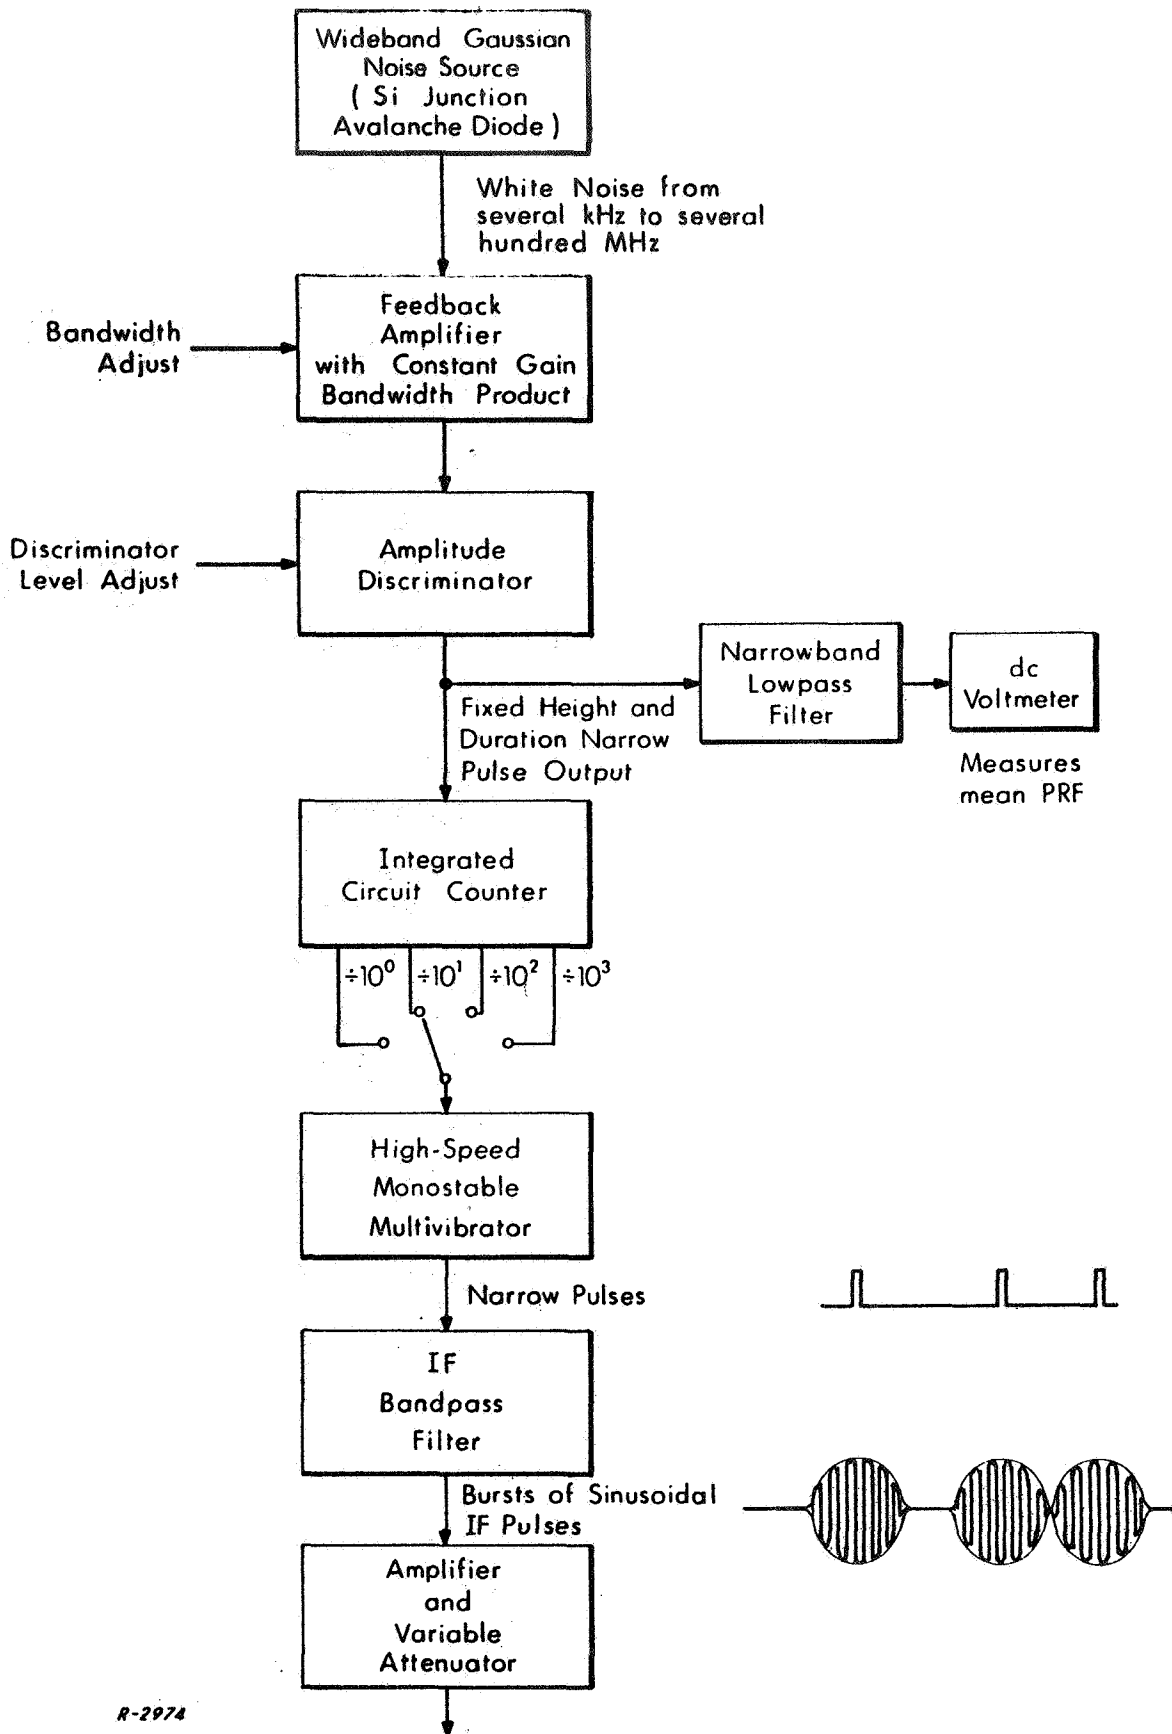 Wideband Gaussian
Noise Source
( Si Junction
Avalanche Diode )
White Noise from
several kHz to several
hundred MHz
Bandwidth
Adjust
Feedback
Amplifier
with Constant Gain
Bandwidth Product
Discriminator
Level Adjust
Amplitude
Discriminator
Narrowband
Lowpass
Filter
dc
Voltmeter
Fixed Height and
Duration Narrow
Pulse Output
Measures
mean PRF
Integrated
Circuit Counter
÷10⁰ ÷10¹ ÷10² ÷10³
High-Speed
Monostable
Multivibrator
Narrow Pulses
IF
Bandpass
Filter
Bursts of Sinusoidal
IF Pulses
Amplifier
and
Variable
Attenuator
R-2974